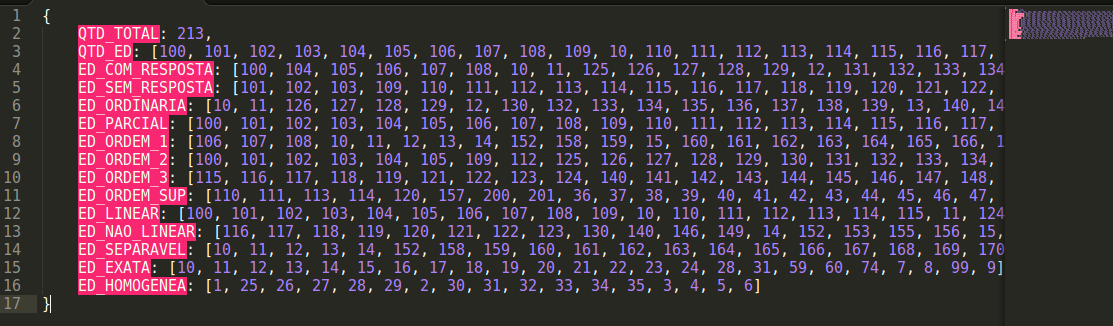 1 {
2 QTD_TOTAL: 213,
3 QTD_ED: [100, 101, 102, 103, 104, 105, 106, 107, 108, 109, 10, 110, 111, 112, 113, 114, 115, 116, 117,
4 ED_COM_RESPOSTA: [100, 104, 105, 106, 107, 108, 10, 11, 125, 126, 127, 128, 129, 12, 131, 132, 133, 134
5 ED_SEM_RESPOSTA: [101, 102, 103, 109, 110, 111, 112, 113, 114, 115, 116, 117, 118, 119, 120, 121, 122,
6 ED_ORDINARIA: [10, 11, 126, 127, 128, 129, 12, 130, 132, 133, 134, 135, 136, 137, 138, 139, 13, 140, 14
7 ED_PARCIAL: [100, 101, 102, 103, 104, 105, 106, 107, 108, 109, 110, 111, 112, 113, 114, 115, 116, 117,
8 ED_ORDEM_1: [106, 107, 108, 10, 11, 12, 13, 14, 152, 158, 159, 15, 160, 161, 162, 163, 164, 165, 166, 1
9 ED_ORDEM_2: [100, 101, 102, 103, 104, 105, 109, 112, 125, 126, 127, 128, 129, 130, 131, 132, 133, 134,
10 ED_ORDEM_3: [115, 116, 117, 118, 119, 121, 122, 123, 124, 140, 141, 142, 143, 144, 145, 146, 147, 148,
11 ED_ORDEM_SUP: [110, 111, 113, 114, 120, 157, 200, 201, 36, 37, 38, 39, 40, 41, 42, 43, 44, 45, 46, 47,
12 ED_LINEAR: [100, 101, 102, 103, 104, 105, 106, 107, 108, 109, 10, 110, 111, 112, 113, 114, 115, 11, 124
13 ED_NAO_LINEAR: [116, 117, 118, 119, 120, 121, 122, 123, 130, 140, 146, 149, 14, 152, 153, 155, 156, 15,
14 ED_SEPARAVEL: [10, 11, 12, 13, 14, 152, 158, 159, 160, 161, 162, 163, 164, 165, 166, 167, 168, 169, 170
15 ED_EXATA: [10, 11, 12, 13, 14, 15, 16, 17, 18, 19, 20, 21, 22, 23, 24, 28, 31, 59, 60, 74, 7, 8, 99, 9]
16 ED_HOMOGENEA: [1, 25, 26, 27, 28, 29, 2, 30, 31, 32, 33, 34, 35, 3, 4, 5, 6]
17 }